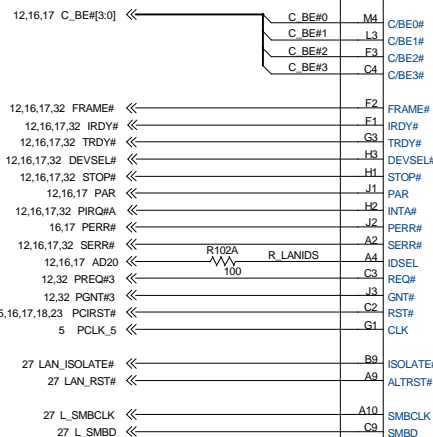 12,16,17 C_BE#[3:0] C_BE#0 M4 C/BE0#
C_BE#1 L3 C/BE1#
C_BE#2 F3 C/BE2#
C_BE#3 C4 C/BE3#
12,16,17,32 FRAME# F2 FRAME#
12,16,17,32 IRDY# F1 IRDY#
12,16,17,32 TRDY# G3 TRDY#
12,16,17,32 DEVSEL# H3 DEVSEL#
12,16,17,32 STOP# H1 STOP#
12,16,17 PAR J1 PAR
12,16,17,32 PIRQ#A H2 INTA#
16,17 PERR# J2 PERR#
12,16,17,32 SERR# A2 SERR#
12,16,17 AD20 R102A 100 R_LANIDS A4 IDSEL
12,32 PREQ#3 C3 REQ#
12,32 PGNT#3 J3 GNT#
5,16,17,18,23 PCIRST# C2 RST#
5 PCLK_5 G1 CLK
27 LAN_ISOLATE# B9 ISOLATE#
27 LAN_RST# A9 ALTRST#
27 L_SMBCLK A10 SMBCLK
27 L_SMBD C9 SMBD